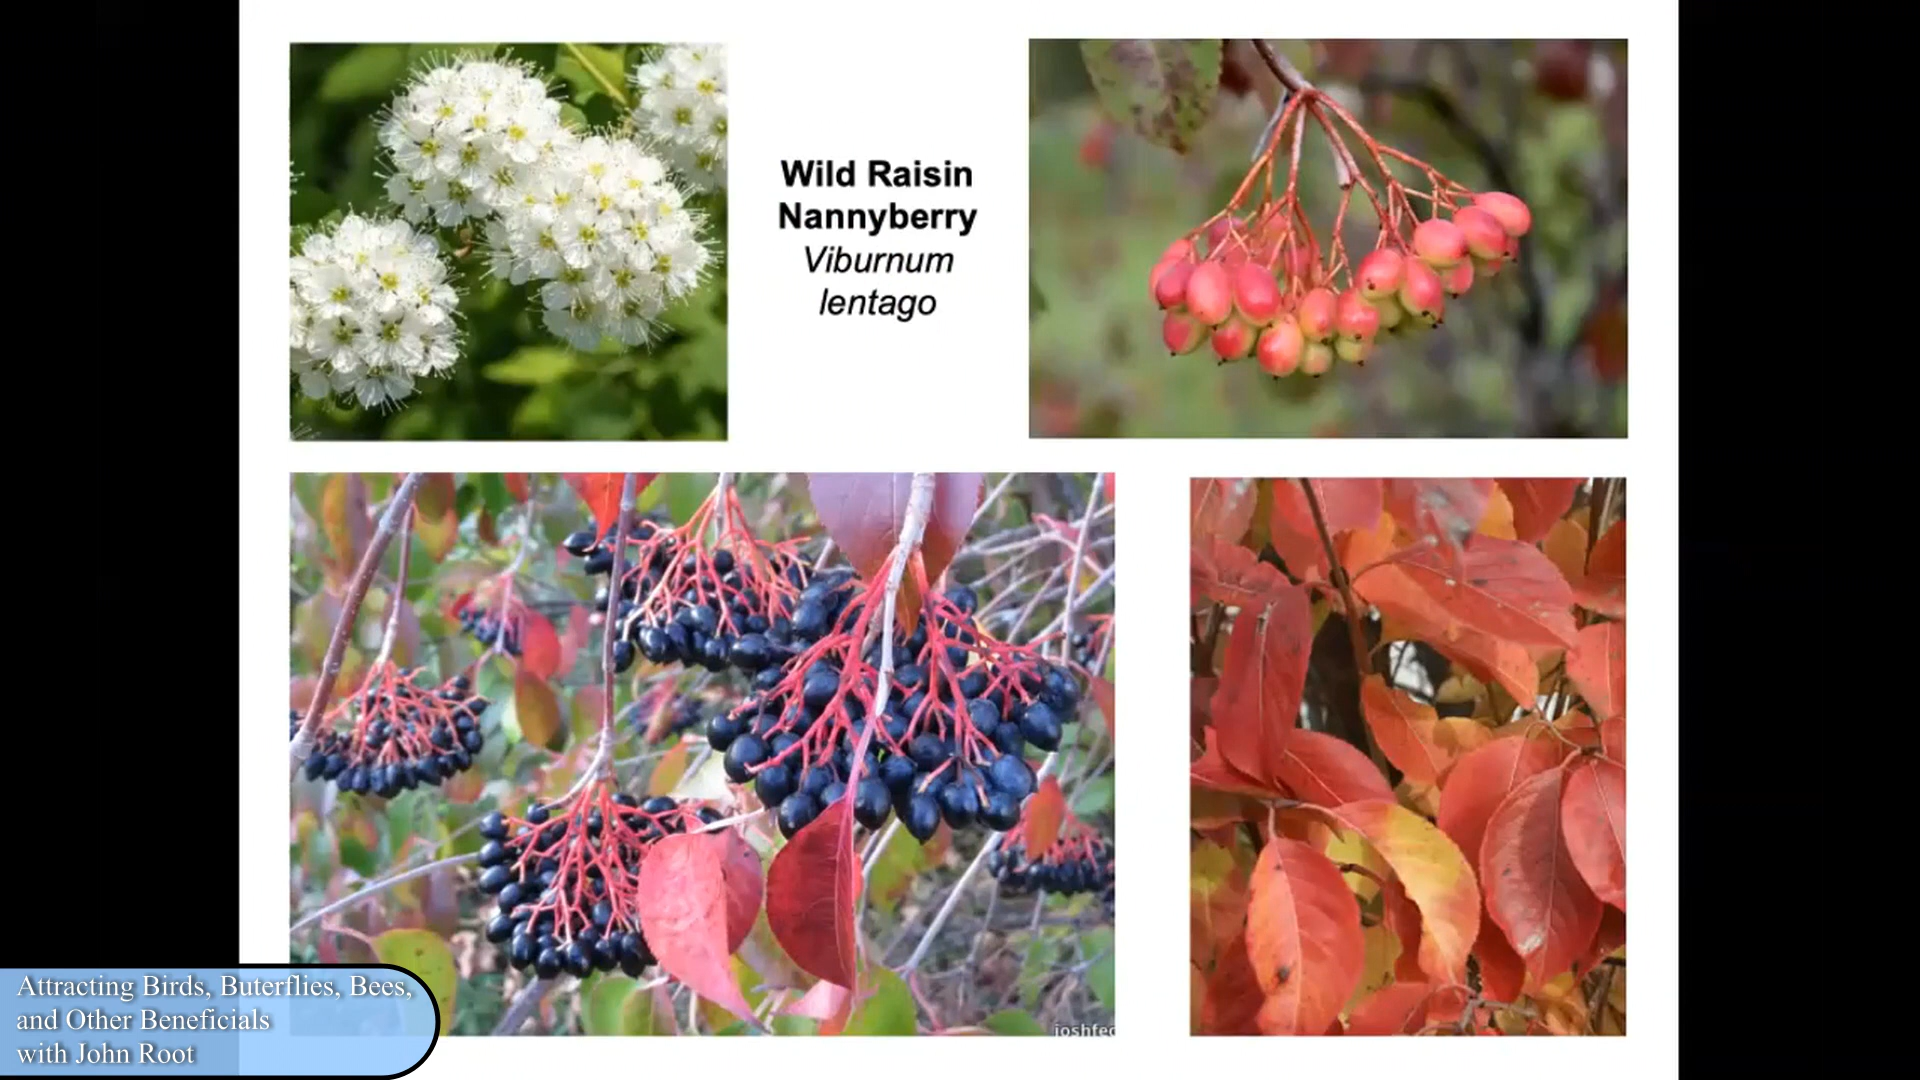 Wild Raisin
Nannyberry
Viburnum
lentago
joshfec
Attracting Birds, Buterflies, Bees,
and Other Beneficials
with John Root